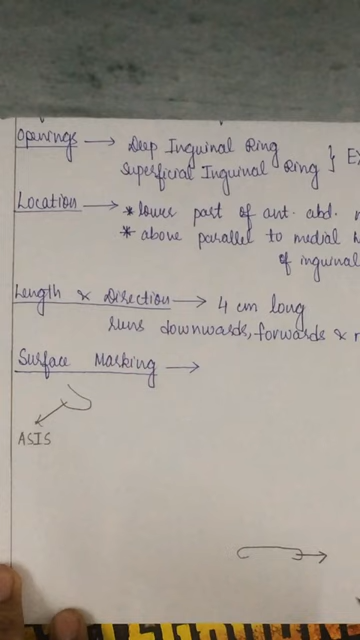 Openings → Deep Inguinal Ring
Superficial Inguinal Ring }
Location → * lower part of ant. abd.
* above parallel to medial
of inguinal
Length & Direction → 4 cm long
runs downwards, forwards &
Surface Marking →
ASIS